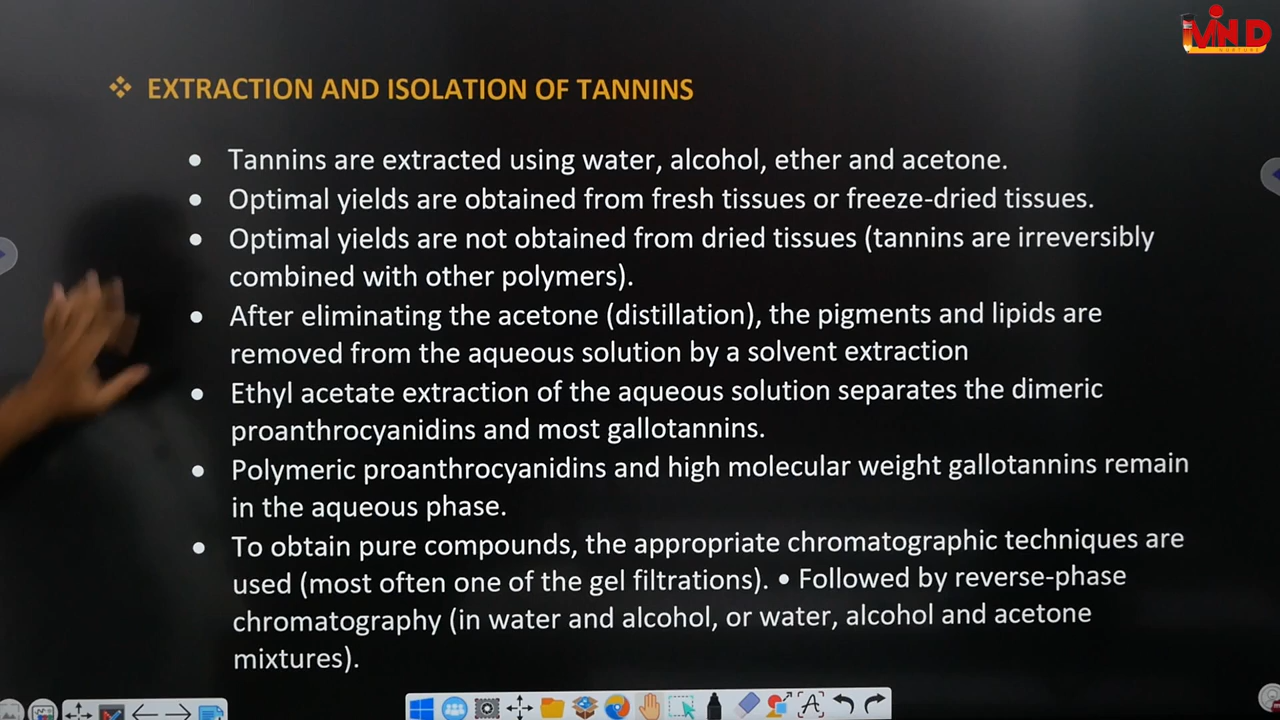 MIND
NURTURE
❖ EXTRACTION AND ISOLATION OF TANNINS
• Tannins are extracted using water, alcohol, ether and acetone.
• Optimal yields are obtained from fresh tissues or freeze-dried tissues.
• Optimal yields are not obtained from dried tissues (tannins are irreversibly
combined with other polymers).
• After eliminating the acetone (distillation), the pigments and lipids are
removed from the aqueous solution by a solvent extraction
• Ethyl acetate extraction of the aqueous solution separates the dimeric
proanthrocyanidins and most gallotannins.
• Polymeric proanthrocyanidins and high molecular weight gallotannins remain
in the aqueous phase.
• To obtain pure compounds, the appropriate chromatographic techniques are
used (most often one of the gel filtrations). • Followed by reverse-phase
chromatography (in water and alcohol, or water, alcohol and acetone
mixtures).